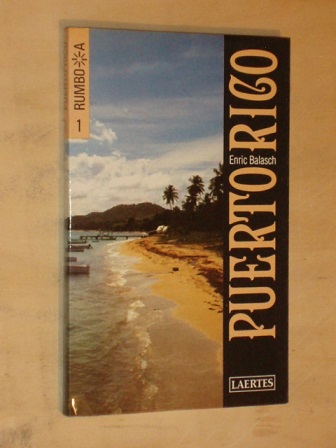 RUMBO A
1
Enric Balasch
PUERTO RICO
LAERTES